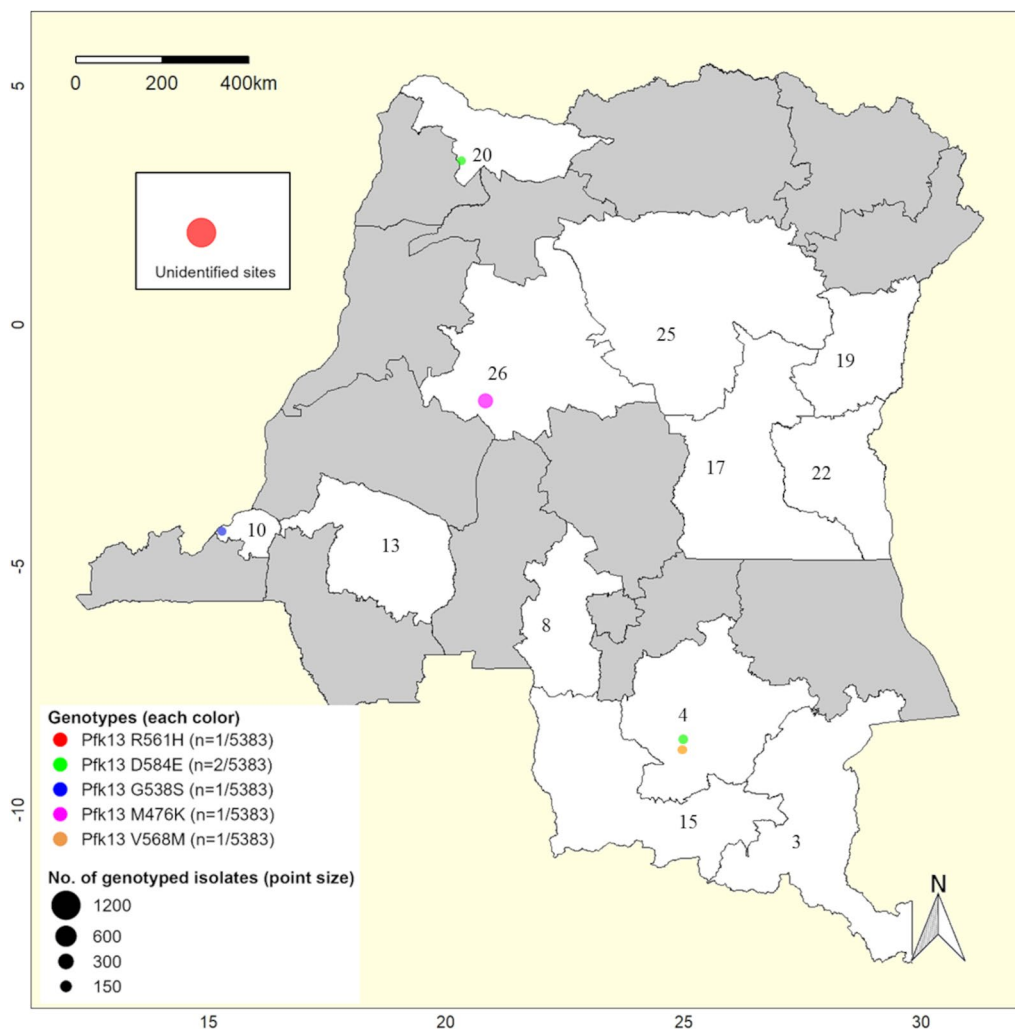 5
0
-5
-10
0 200 400km
Unidentified sites
20
25
19
26
17
22
10
13
8
4
15
3
Genotypes (each color)
Pfk13 R561H (n=1/5383)
Pfk13 D584E (n=2/5383)
Pfk13 G538S (n=1/5383)
Pfk13 M476K (n=1/5383)
Pfk13 V568M (n=1/5383)
No. of genotyped isolates (point size)
1200
600
300
150
N
15 20 25 30